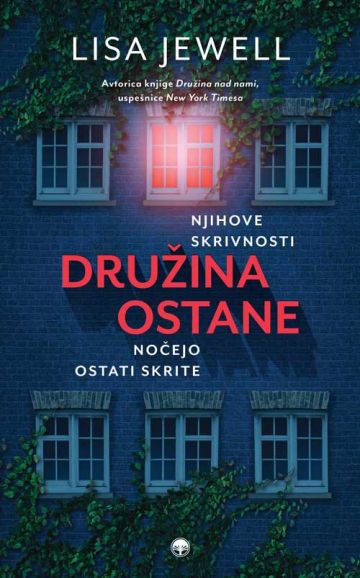 LISA JEWELL
Avtorica knjige Družina nad nami,
uspešnice New York Timesa
NJIHOVE
SKRIVNOSTI
DRUŽINA
OSTANE
NOČEJO
OSTATI SKRITE